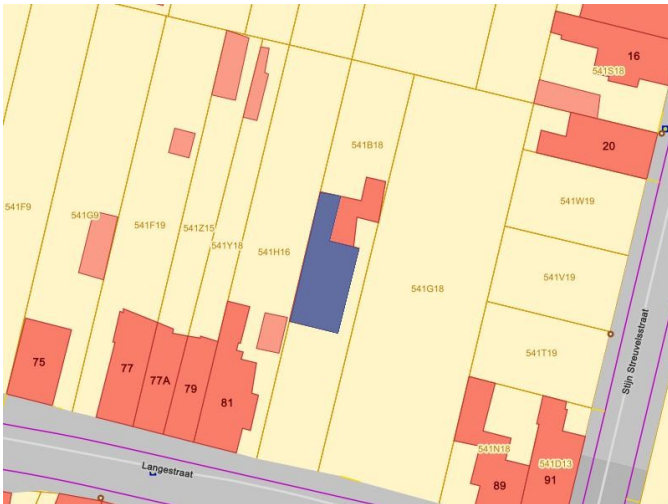 16
541S18
20
541B18
541W19
541F9
541G9
541F19
541Z15
541Y18
541H16
541G18
541V19
541T19
Stijn Streuvelsstraat
75
77
77A
79
81
541N18
541D13
89
91
Langestraat